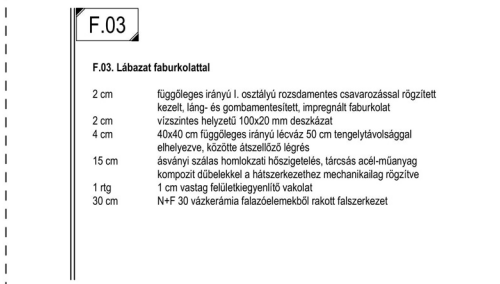 F.03
F.03. Lábazat faburkolattal
2 cm függőleges irányú I. osztályú rozsdamentes csavarozással rögzített
kezelt, láng- és gombamentesített, impregnált faburkolat
2 cm vízszintes helyzetű 100x20 mm deszkázat
4 cm 40x40 cm függőleges irányú lécváz 50 cm tengelytávolsággal
elhelyezve, közötte átszellőző légrés
15 cm ásványi szálas homlokzati hőszigetelés, tárcsás acél-műanyag
kompozit dűbelekkel a hátszerkezethez mechanikailag rögzítve
1 rtg 1 cm vastag felületkiegyenlítő vakolat
30 cm N+F 30 vázkerámia falazóelemekből rakott falszerkezet